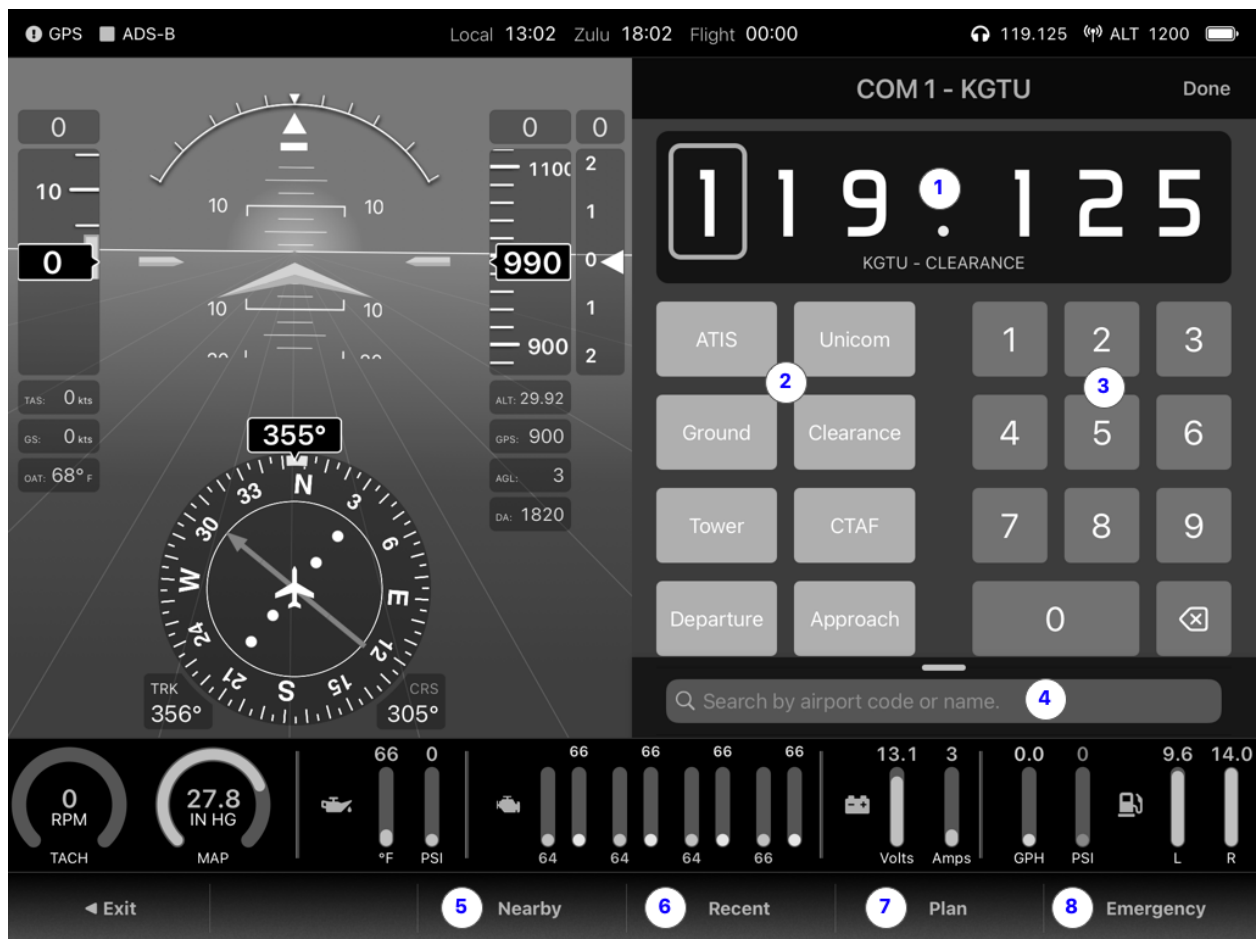 GPS ADS-B Local 13:02 Zulu 18:02 Flight 00:00 119.125 ALT 1200
COM 1 - KGTU Done
119.125
1
KGTU - CLEARANCE
0
10
0
TAS: 0 kts
GS: 0 kts
OAT: 68° F
10 10
10 10
0 0
1100
990
900
2
1
0
1
2
ALT: 29.92
GPS: 900
AGL: 3
DA: 1820
355°
N 3 6 E 12 15 S 21 24 W 30 33
TRK
356°
CRS
305°
ATIS Unicom
2
Ground Clearance
Tower CTAF
Departure Approach
1 2 3
3
4 5 6
7 8 9
0
Search by airport code or name. 4
0
RPM
TACH
27.8
IN HG
MAP
66 0
°F PSI
66 66 66 66
64 64 64 66
13.1 3
Volts Amps
0.0 0
GPH PSI
9.6 14.0
L R
Exit 5 Nearby 6 Recent 7 Plan 8 Emergency